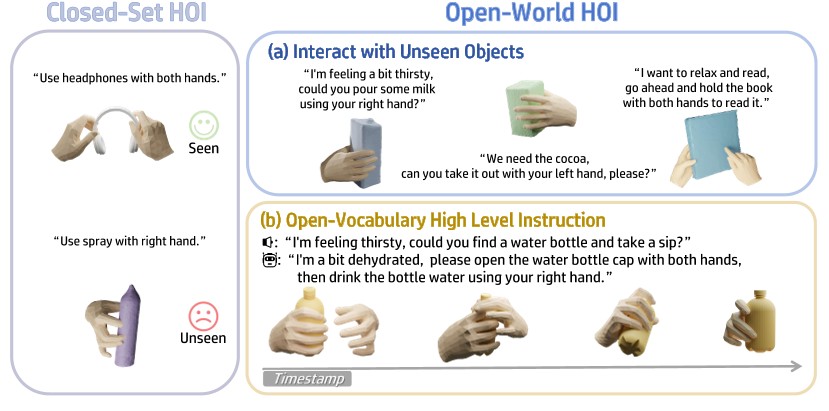 Closed-Set HOI
"Use headphones with both hands."
Seen
"Use spray with right hand."
Unseen
Open-World HOI
(a) Interact with Unseen Objects
"I'm feeling a bit thirsty,
could you pour some milk
using your right hand?"
"We need the cocoa,
can you take it out with your left hand, please?"
"I want to relax and read,
go ahead and hold the book
with both hands to read it."
(b) Open-Vocabulary High Level Instruction
: "I'm feeling thirsty, could you find a water bottle and take a sip?"
: "I'm a bit dehydrated, please open the water bottle cap with both hands,
then drink the bottle water using your right hand."
Timestamp